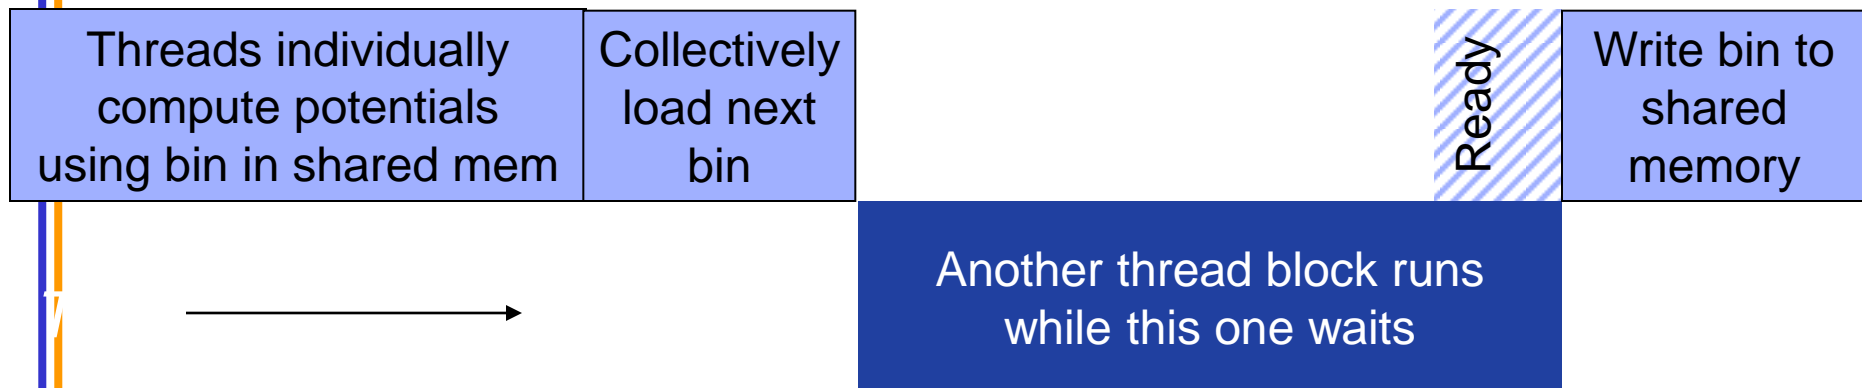 Threads individually
compute potentials
using bin in shared mem
Collectively
load next
bin
Ready
Write bin to
shared
memory
Another thread block runs
while this one waits